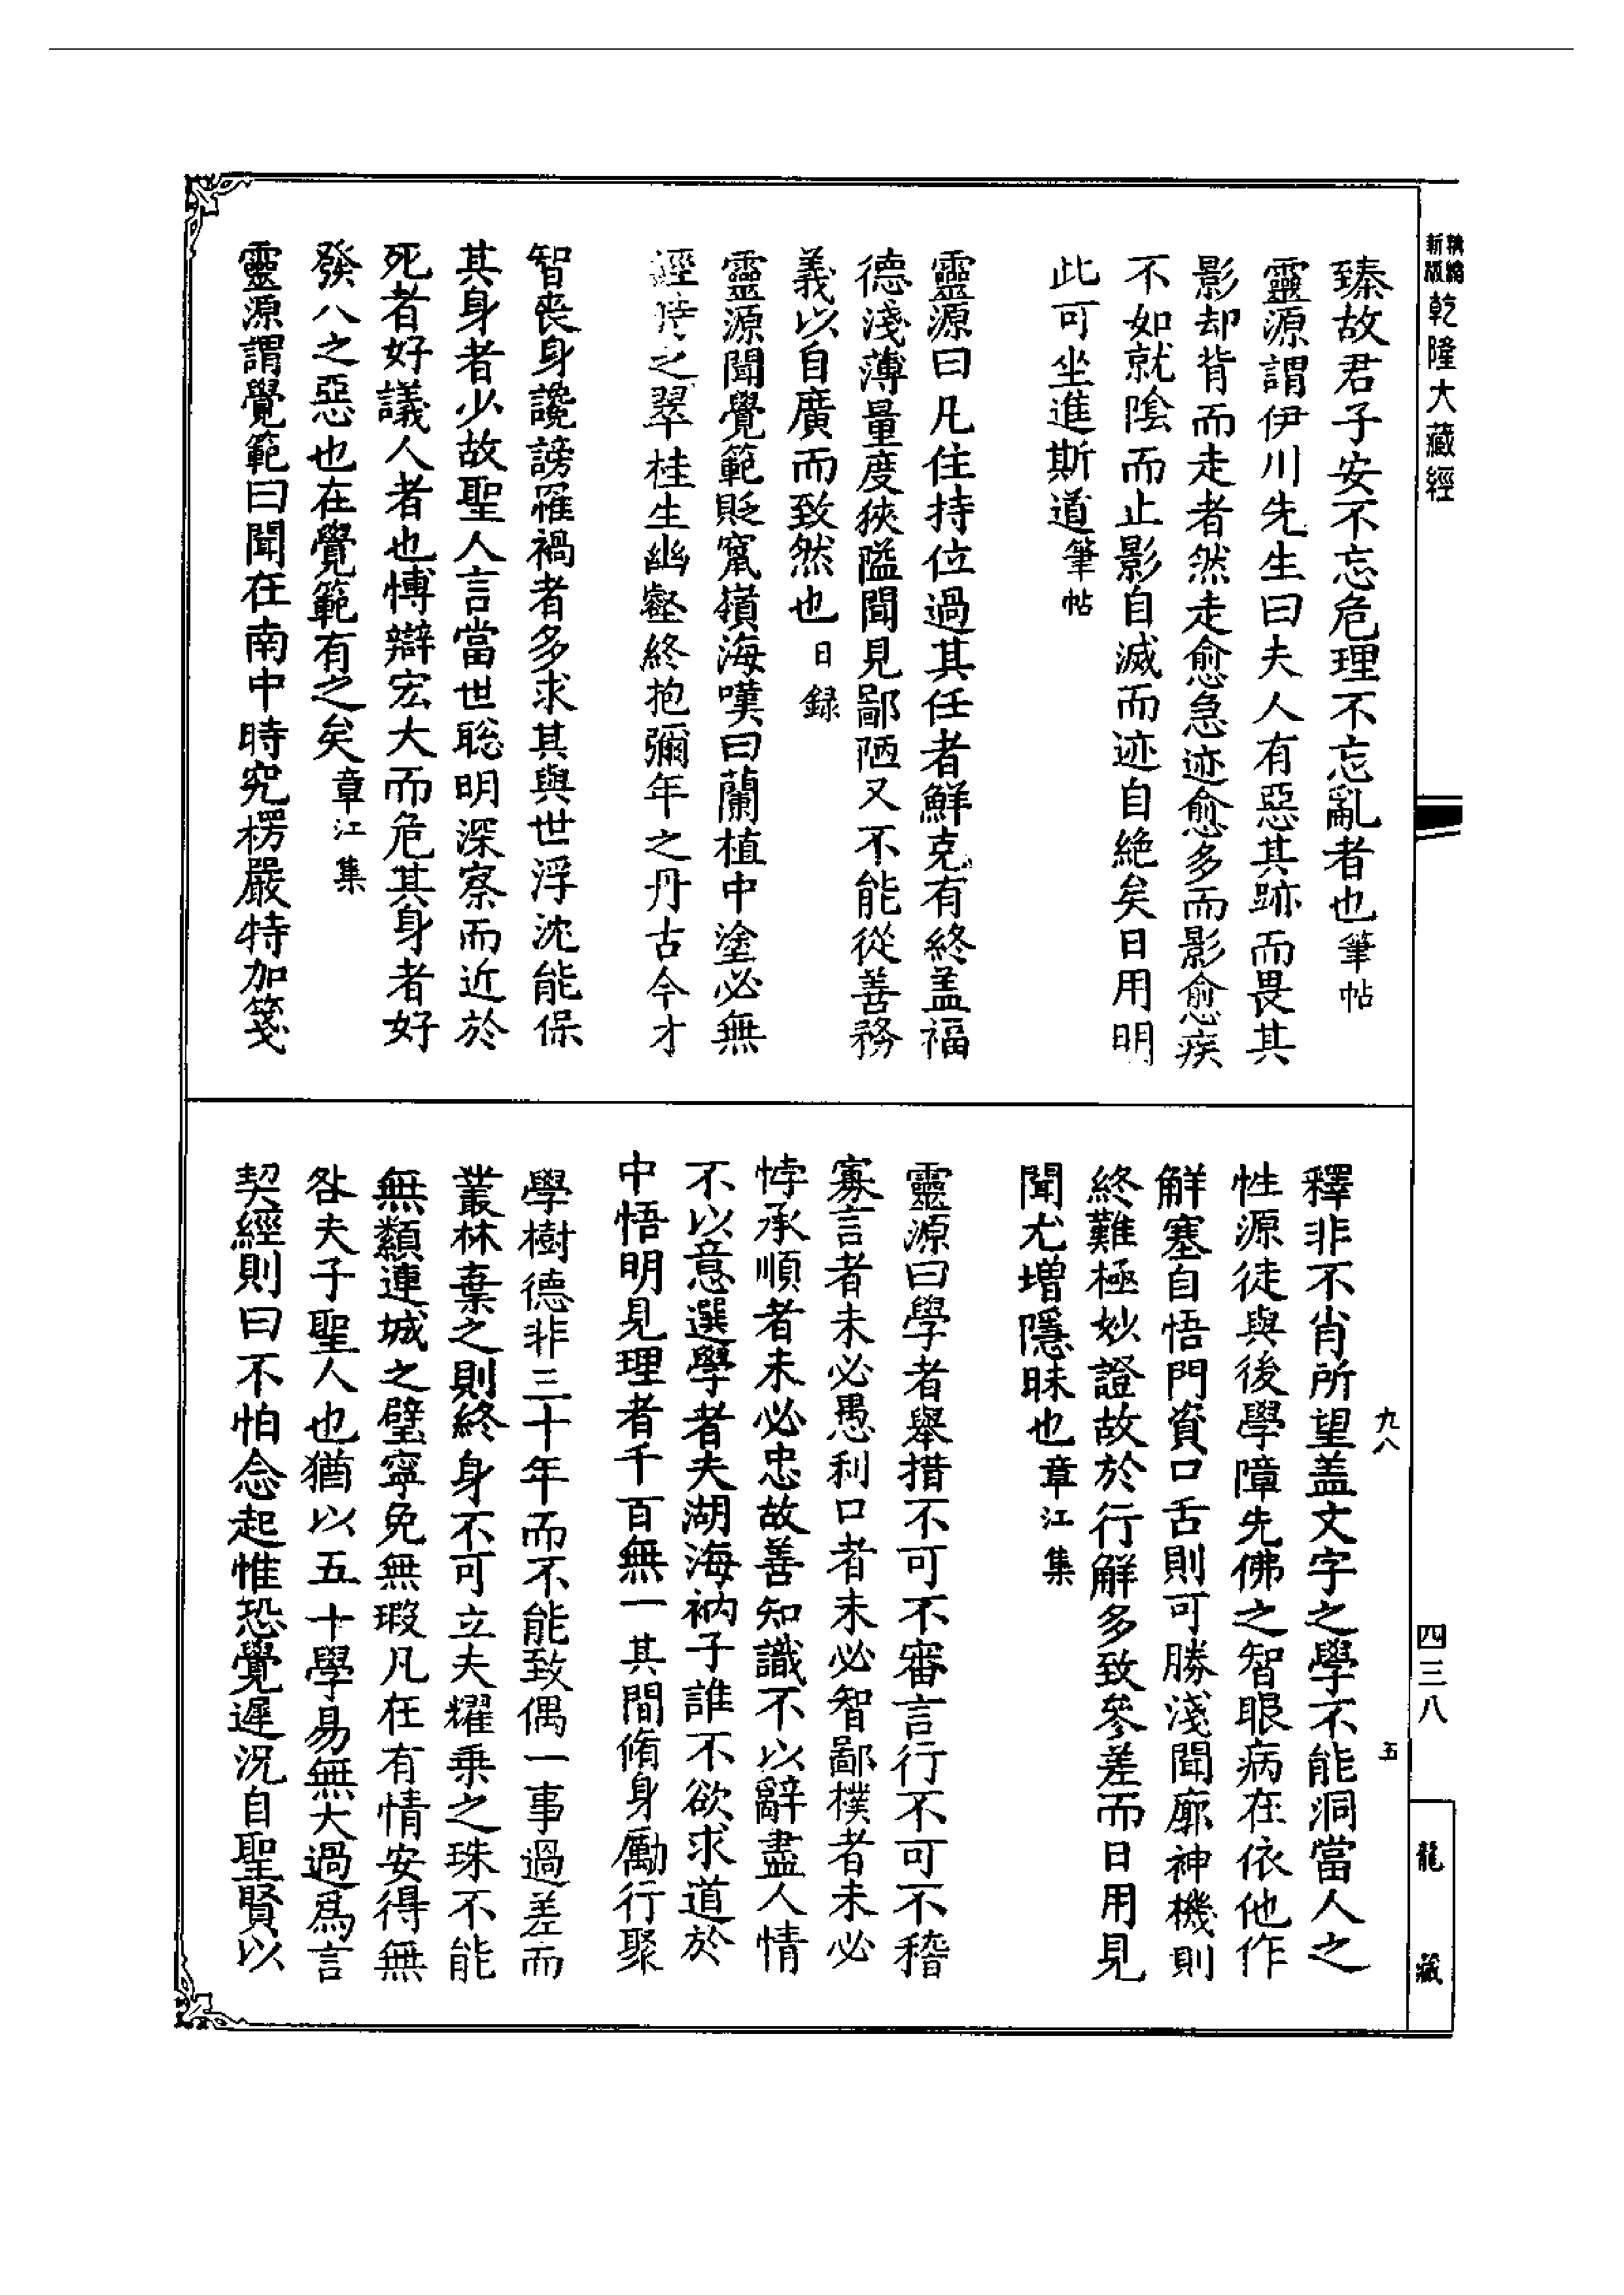 精縮新版乾隆大藏經
臻故君子安不忘危理不忘亂者也筆帖
靈源謂伊川先生曰夫人有惡其跡而畏其
影却背而走者然走愈急迹愈多而影愈疾
不如就陰而止影自滅而迹自絶矣日用明
此可坐進斯道筆帖
靈源曰凡住持位過其任者鮮克有終盖福
德淺薄量度狹隘聞見鄙陋又不能從善務
義以自廣而致然也日録
靈源聞覺範貶竄嶺海嘆曰蘭植中塗必無
經時之翠桂生幽壑終抱彌年之丹古今才
智喪身讒謗罹禍者多求其與世浮沈能保
其身者少故聖人言當世聡明深察而近於
死者好議人者也愽辯宏大而危其身者好
發人之惡也在覺範有之矣章江集
靈源謂覺範曰聞在南中時究楞嚴特加箋
釋非不肖所望盖文字之學不能洞當人之
性源徒與後學障先佛之智眼病在依他作
解塞自悟門資口舌則可勝淺聞廓神機則
終難極妙證故於行解多致參差而日用見
聞尤增隱昧也章江集
靈源曰學者舉措不可不審言行不可不稽
寡言者未必愚利口者未必智鄙樸者未必
悖承順者未必忠故善知識不以辭盡人情
不以意選學者夫湖海衲子誰不欲求道於
中悟明見理者千百無一其間脩身勵行聚
學樹德非三十年而不能致偶一事過差而
叢林棄之則終身不可立夫耀乗之珠不能
無纇連城之璧寧免無瑕凡在有情安得無
咎夫子聖人也猶以五十學易無大過爲言
契經則曰不怕念起惟恐覺遲況自聖賢以
九八
五
四三八
龍藏